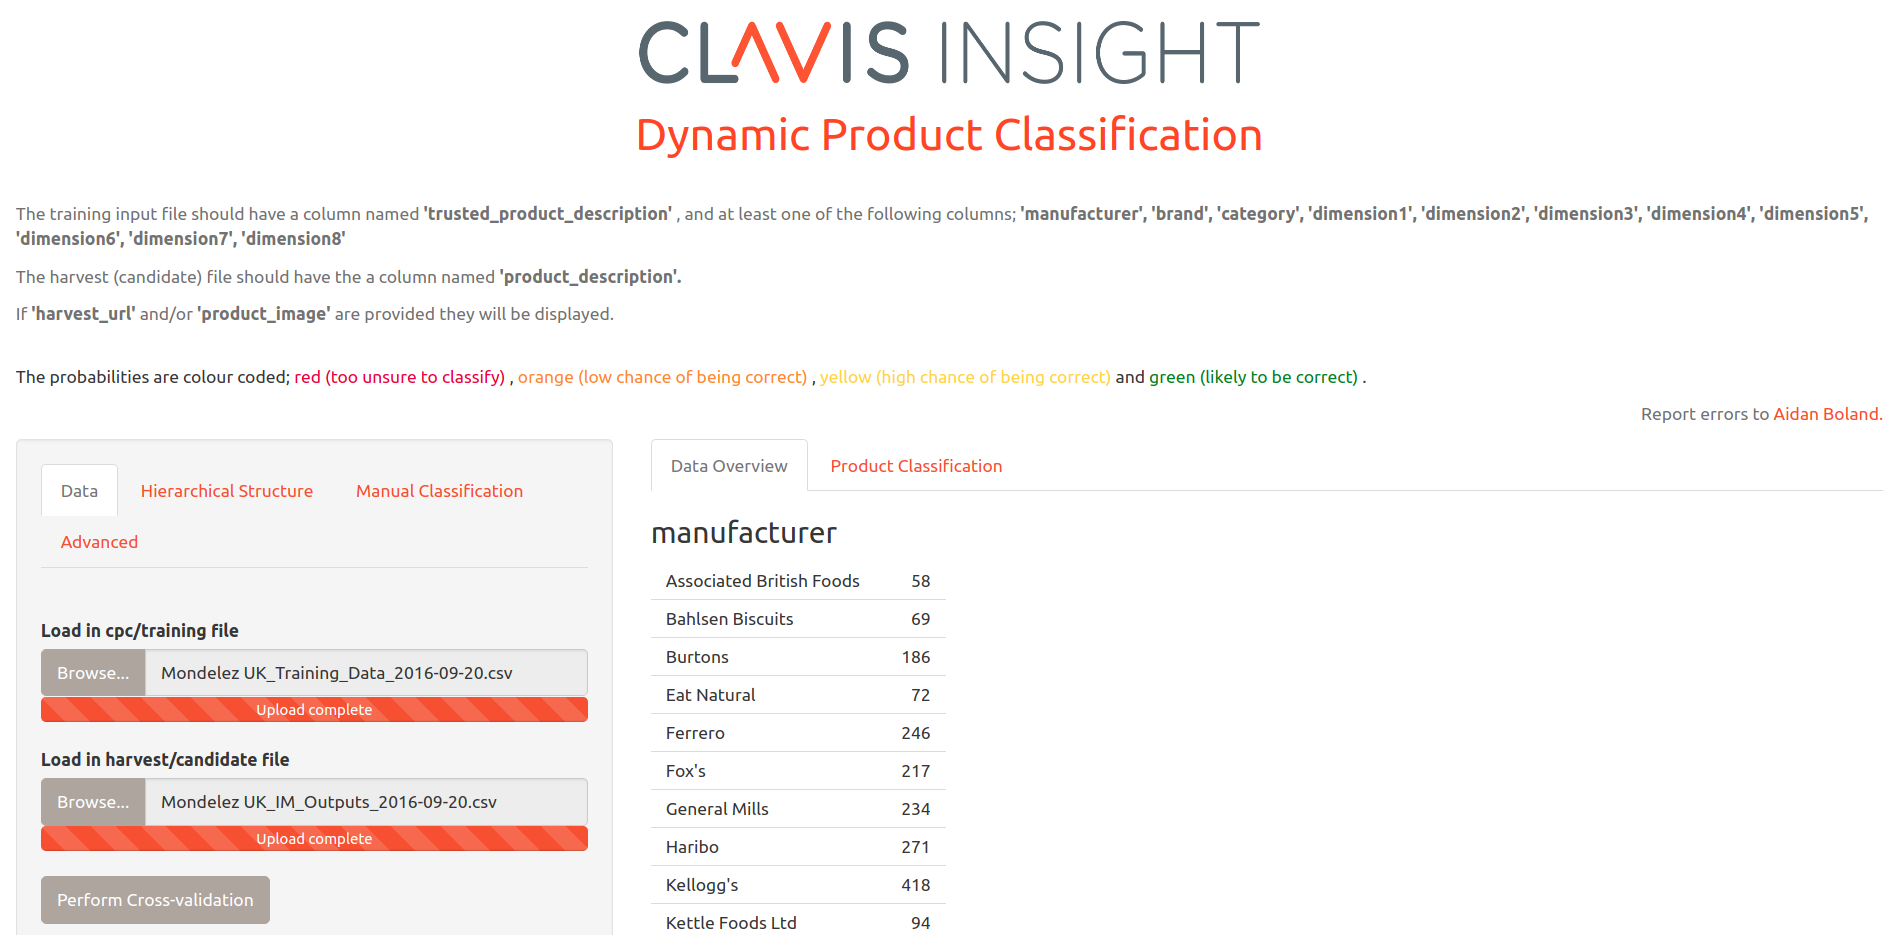 CLAVIS INSIGHT
Dynamic Product Classification
The training input file should have a column named 'trusted_product_description' , and at least one of the following columns; 'manufacturer', 'brand', 'category', 'dimension1', 'dimension2', 'dimension3', 'dimension4', 'dimension5',
'dimension6', 'dimension7', 'dimension8'
The harvest (candidate) file should have the a column named 'product_description'.
If 'harvest_url' and/or 'product_image' are provided they will be displayed.
The probabilities are colour coded; red (too unsure to classify) , orange (low chance of being correct) , yellow (high chance of being correct) and green (likely to be correct) .
Report errors to Aidan Boland.
Data Hierarchical Structure Manual Classification
Advanced
Load in cpc/training file
Browse... Mondelez UK_Training_Data_2016-09-20.csv
Upload complete
Load in harvest/candidate file
Browse... Mondelez UK_IM_Outputs_2016-09-20.csv
Upload complete
Perform Cross-validation
Data Overview Product Classification
manufacturer
Associated British Foods 58
Bahlsen Biscuits 69
Burtons 186
Eat Natural 72
Ferrero 246
Fox's 217
General Mills 234
Haribo 271
Kellogg's 418
Kettle Foods Ltd 94